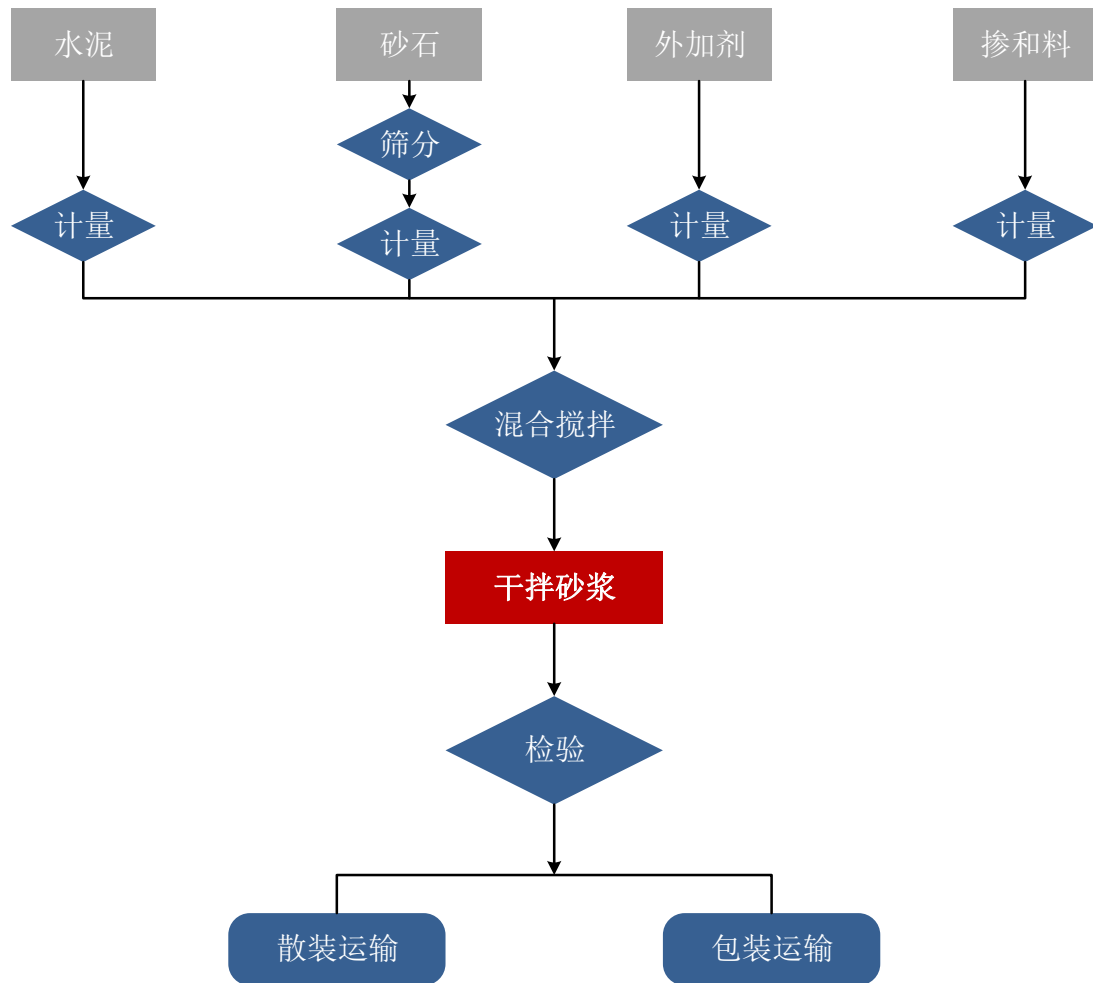 水泥
砂石
外加剂
掺和料
筛分
计量
计量
计量
计量
混合搅拌
干拌砂浆
检验
散装运输
包装运输